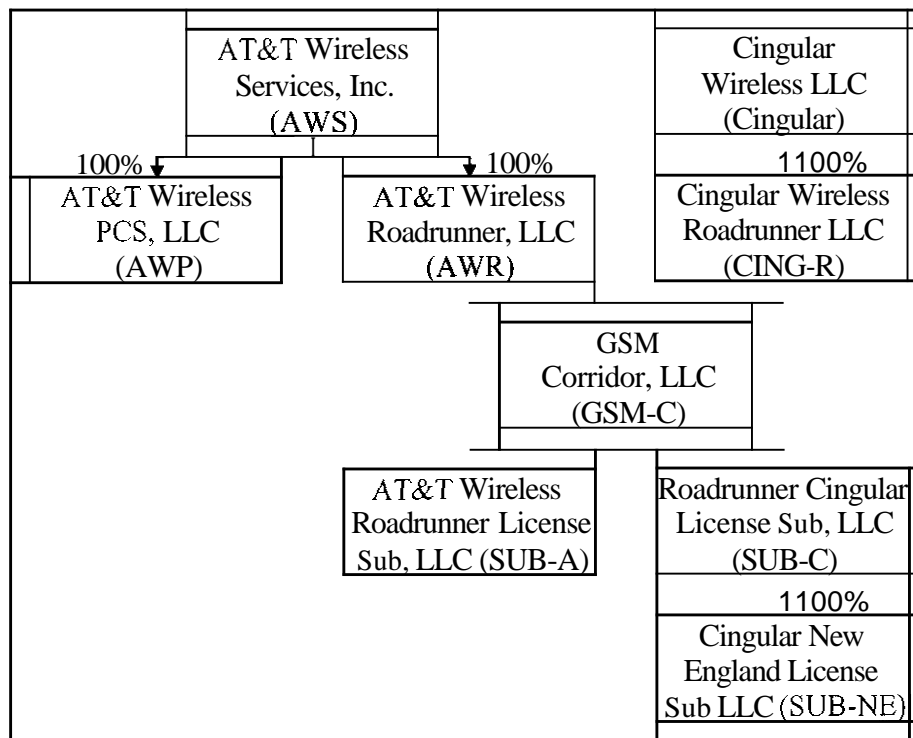 AT&T Wireless
Services, Inc.
(AWS)
Cingular
Wireless LLC
(Cingular)
100%
100%
1100%
AT&T Wireless
PCS, LLC
(AWP)
AT&T Wireless
Roadrunner, LLC
(AWR)
Cingular Wireless
Roadrunner LLC
(CING-R)
GSM
Corridor, LLC
(GSM-C)
AT&T Wireless
Roadrunner License
Sub, LLC (SUB-A)
Roadrunner Cingular
License Sub, LLC
(SUB-C)
1100%
Cingular New
England License
Sub LLC (SUB-NE)